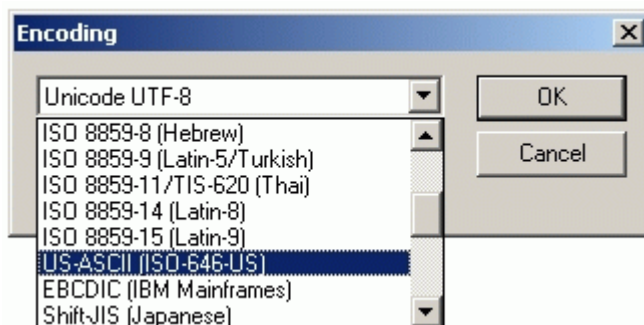 Encoding
Unicode UTF-8
OK
ISO 8859-8 (Hebrew)
ISO 8859-9 (Latin-5/Turkish)
Cancel
ISO 8859-11/TIS-620 (Thai)
ISO 8859-14 (Latin-8)
ISO 8859-15 (Latin-9)
US-ASCII (ISO-646-US)
EBCDIC (IBM Mainframes)
Shift-JIS (Japanese)